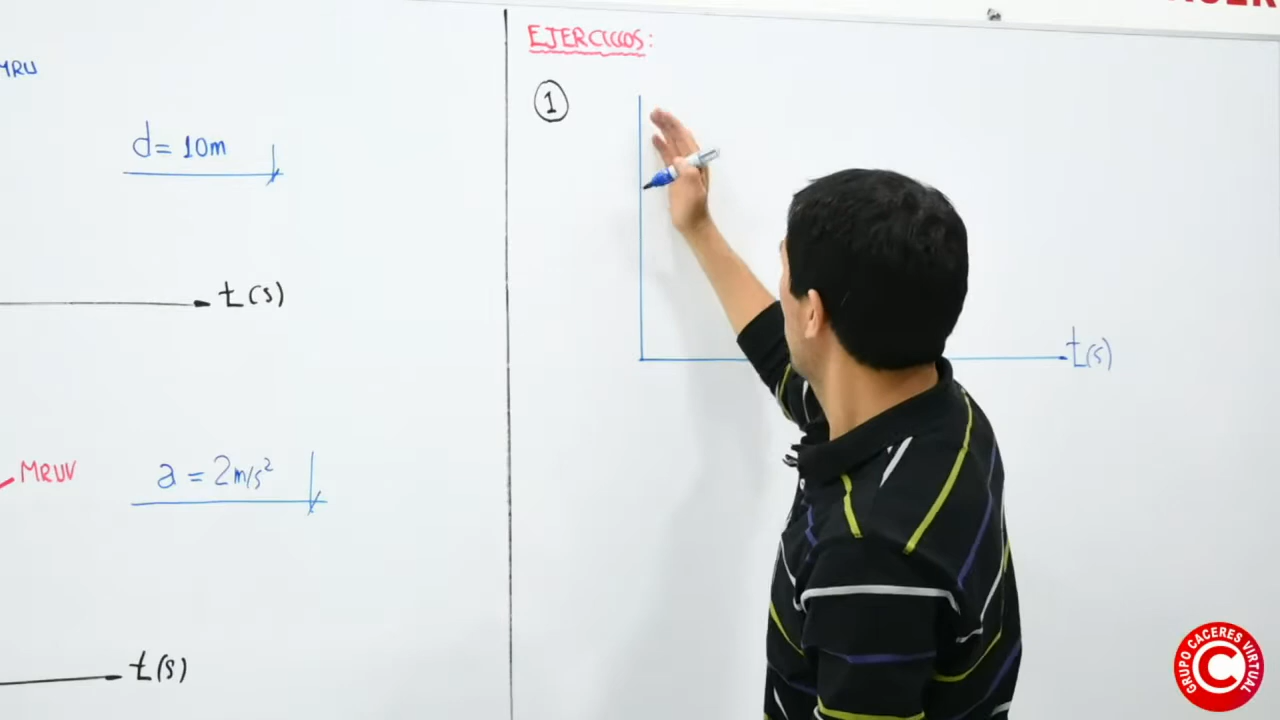 MRU
d = 10m
t(s)
MRUV
a = 2m/s²
t(s)
EJERCICIOS:
1
t(s)
GRUPO CACERES VIRTUAL
C